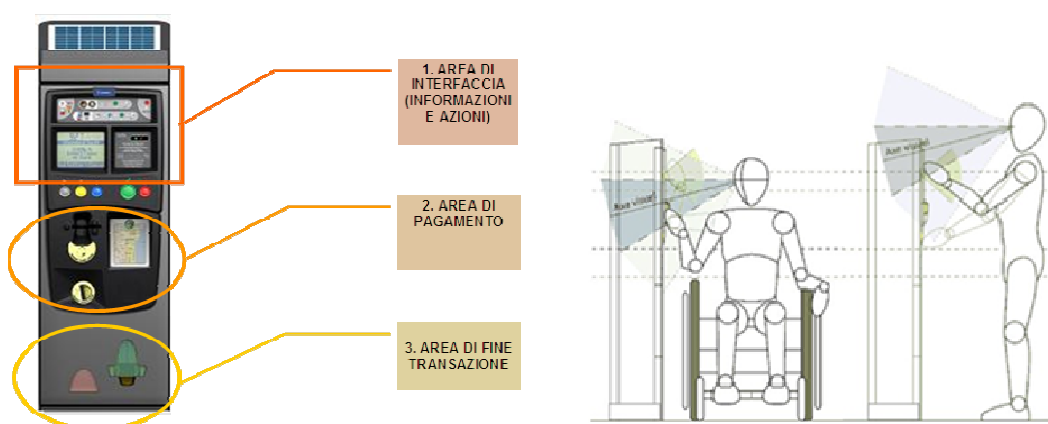 1. AREA DI
INTERFACCIA
(INFORMAZIONI
E AZIONI)
2. AREA DI
PAGAMENTO
3. AREA DI FINE
TRANSAZIONE